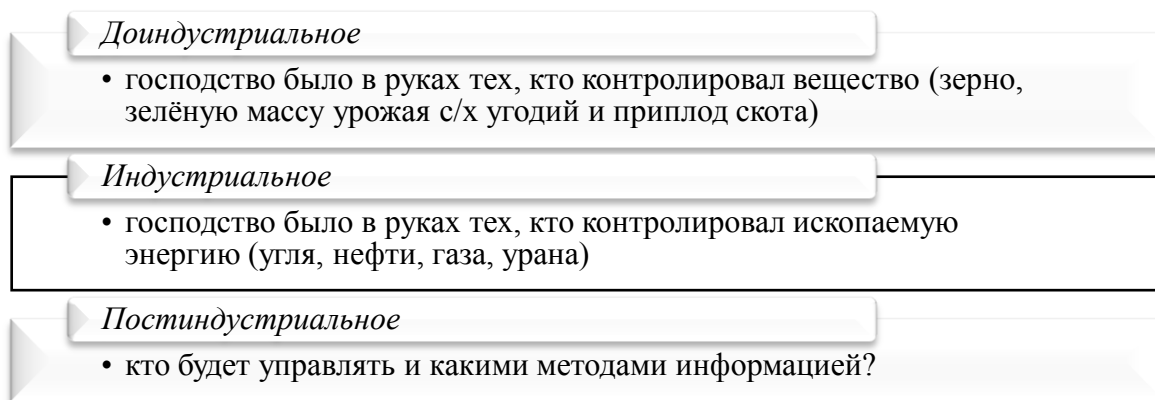 Доиндустриальное
• господство было в руках тех, кто контролировал вещество (зерно,
зелёную массу урожая с/х угодий и приплод скота)
Индустриальное
• господство было в руках тех, кто контролировал ископаемую
энергию (угля, нефти, газа, урана)
Постиндустриальное
• кто будет управлять и какими методами информацией?